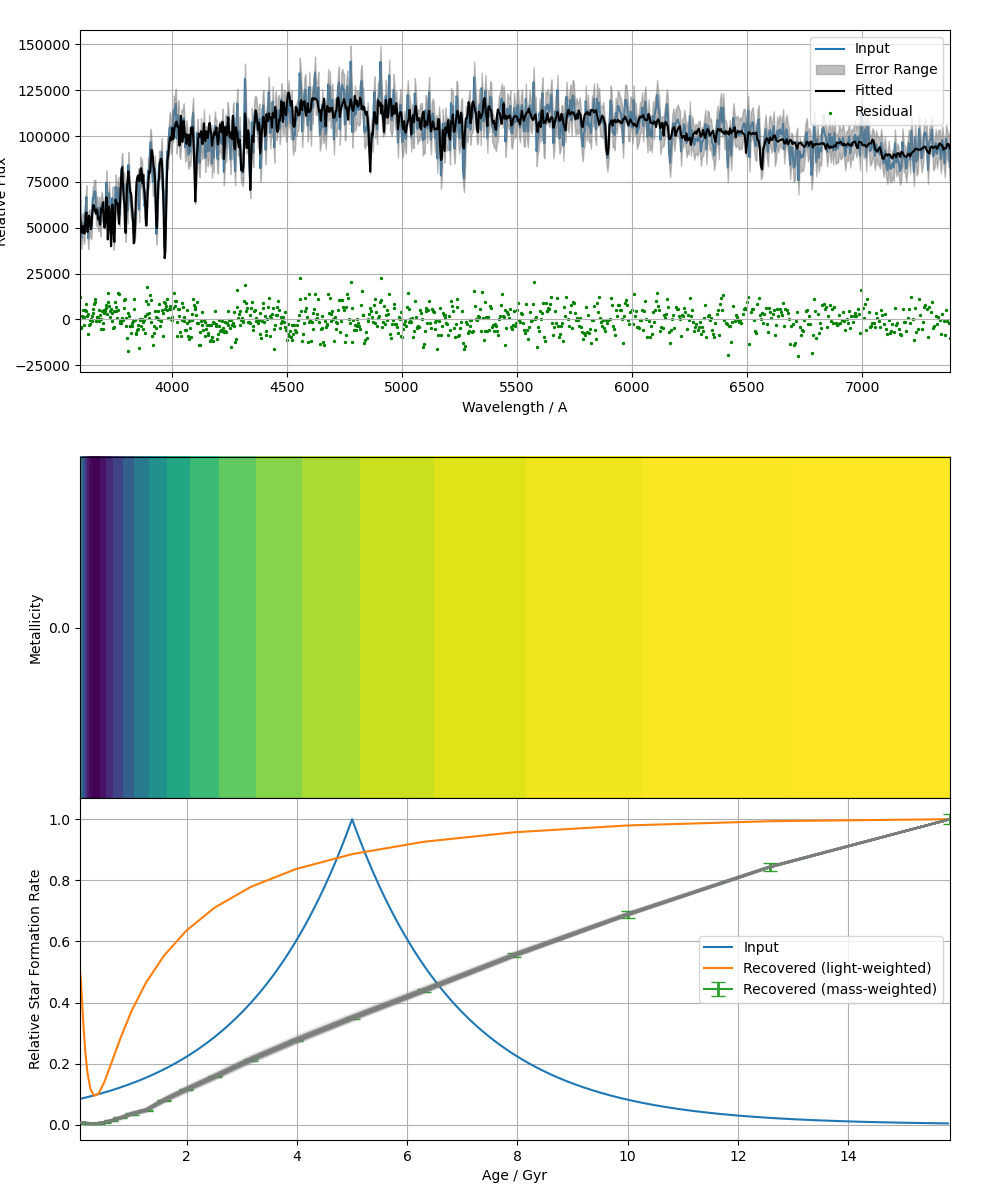 150000
125000
100000
75000
50000
25000
0
−25000
Flux
Input
Error Range
Fitted
Residual
4000
4500
5000
5500
6000
6500
7000
Wavelength / A
Metallicity
0.0
1.0
0.8
0.6
0.4
0.2
0.0
Relative Star Formation Rate
Input
Recovered (light-weighted)
Recovered (mass-weighted)
2
4
6
8
10
12
14
Age / Gyr